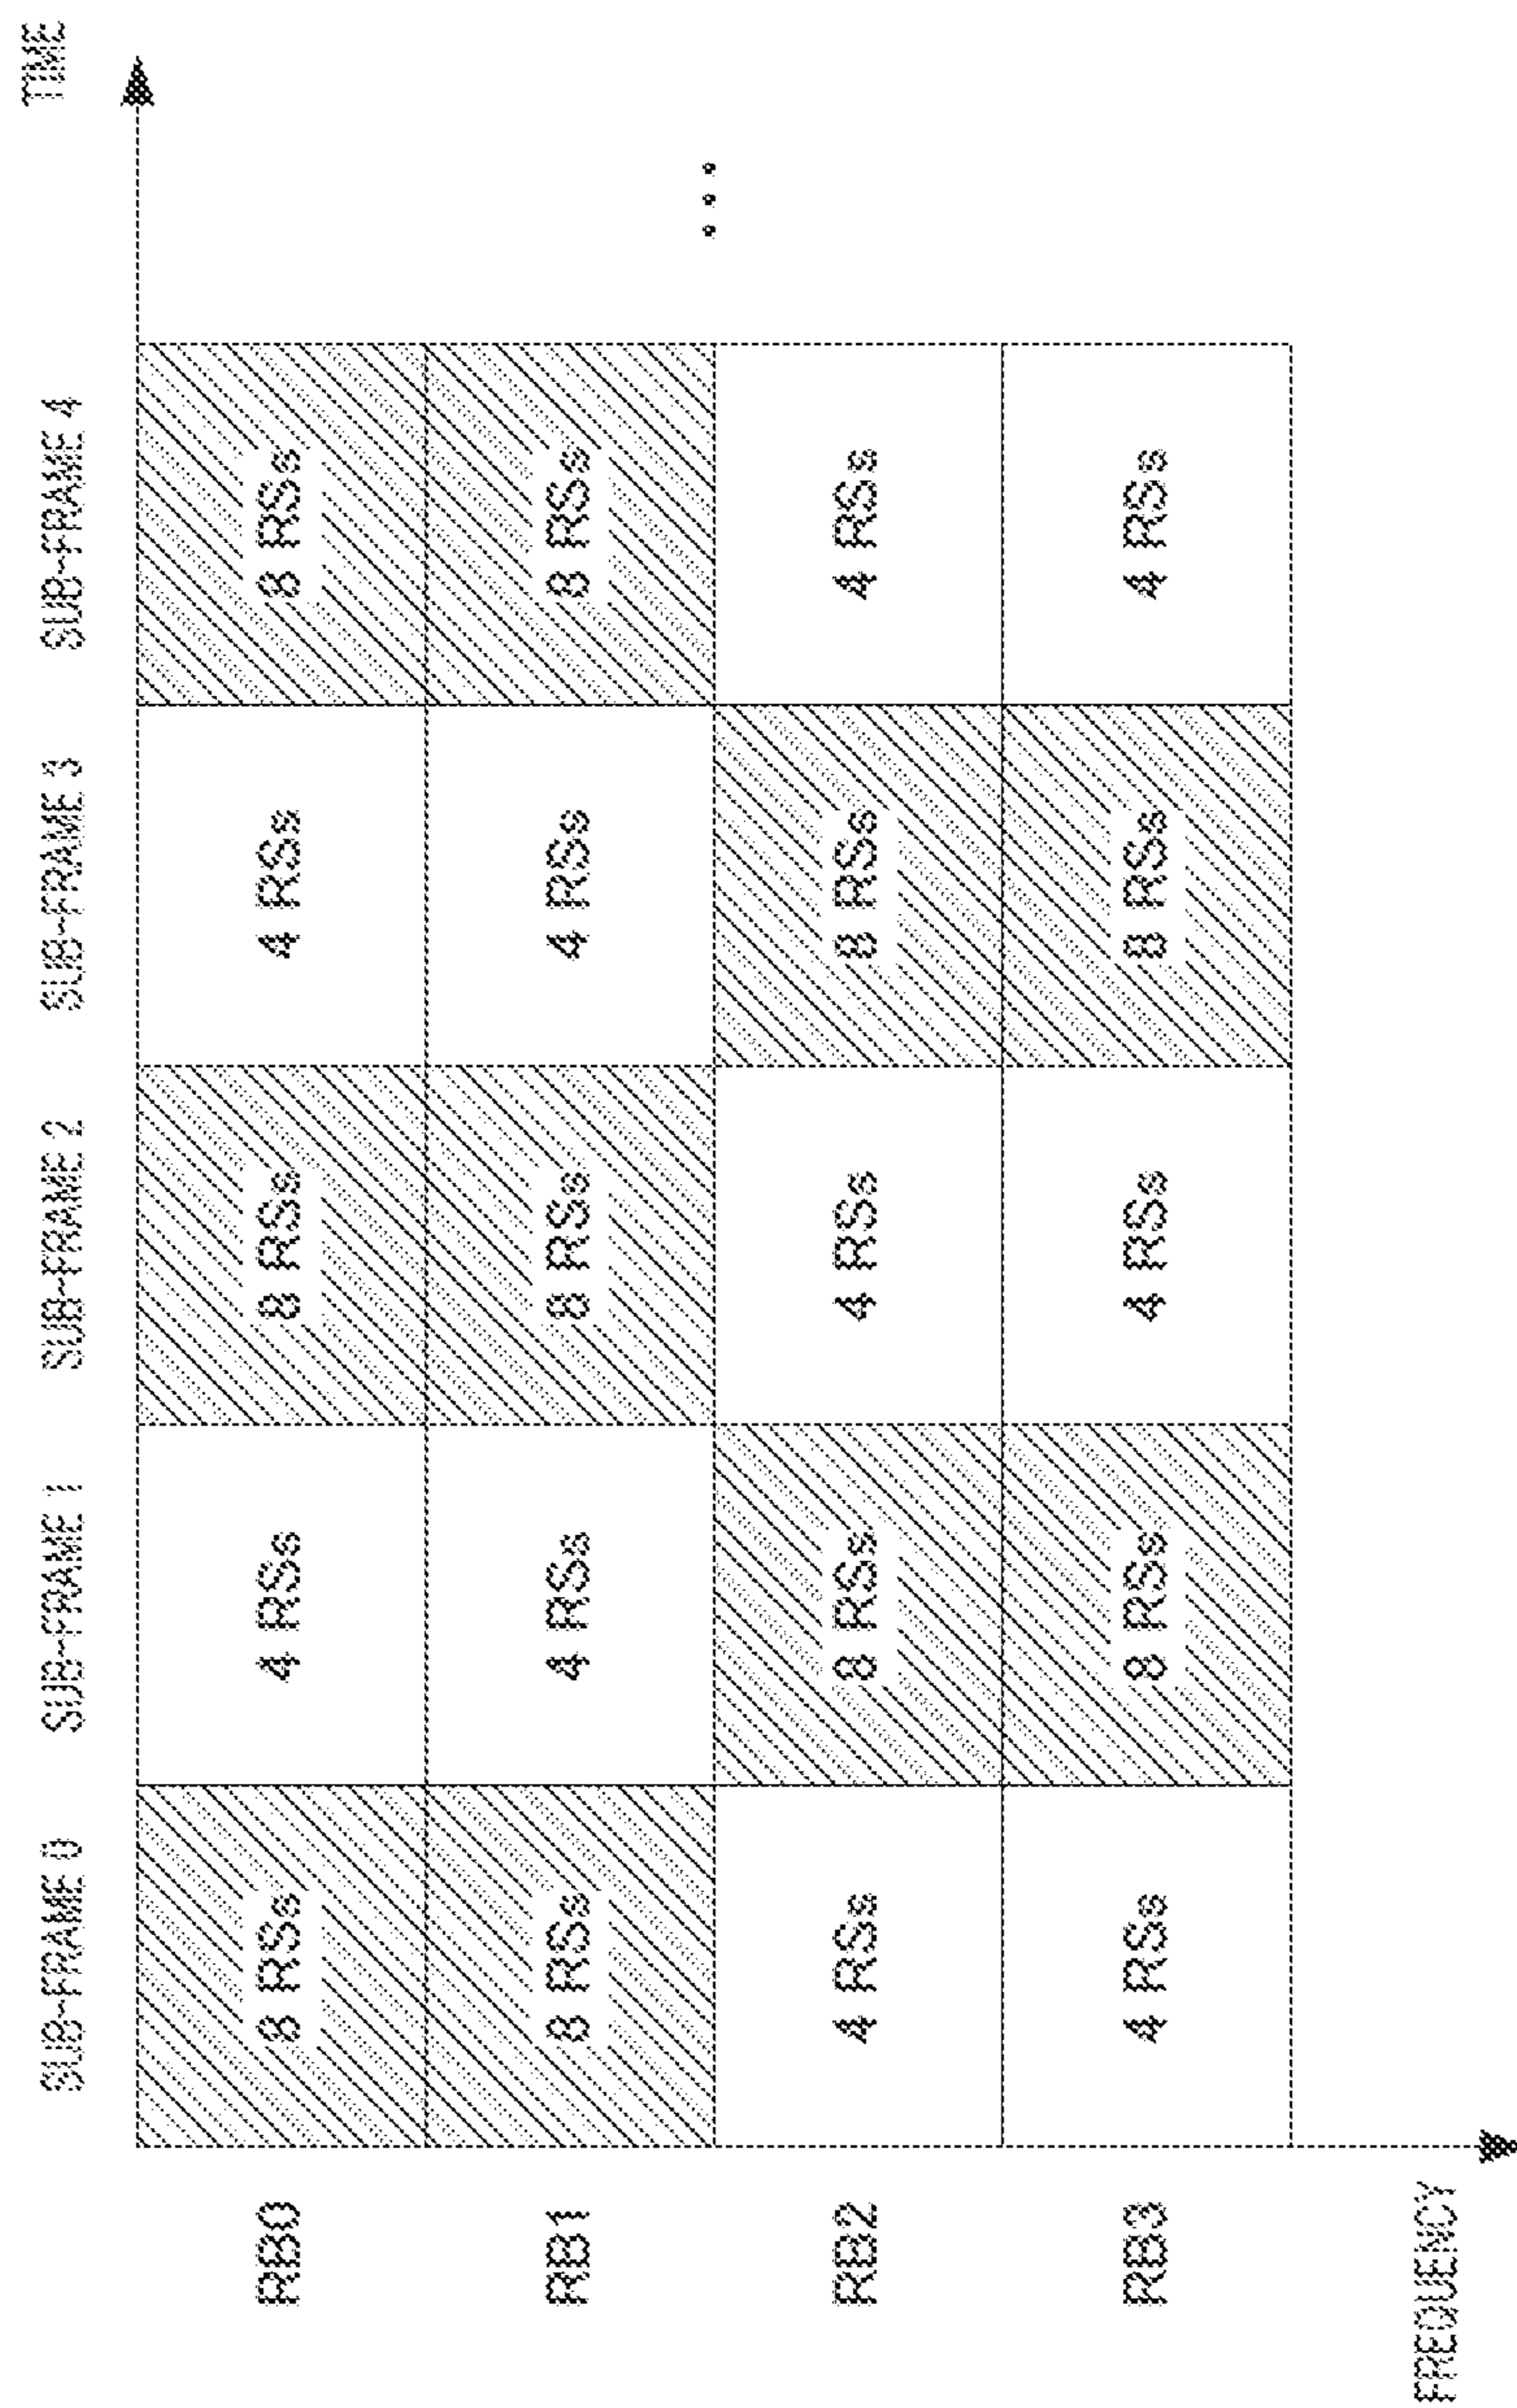 SUB-FRAME 0 SUB-FRAME 1 SUB-FRAME 2 SUB-FRAME 3 SUB-FRAME 4 TIME
RB0 8 RSs 4 RSs 8 RSs 4 RSs 8 RSs
RB1 8 RSs 4 RSs 8 RSs 4 RSs 8 RSs
...
RB2 4 RSs 8 RSs 4 RSs 8 RSs 4 RSs
RB3 4 RSs 8 RSs 4 RSs 8 RSs 4 RSs
FREQUENCY